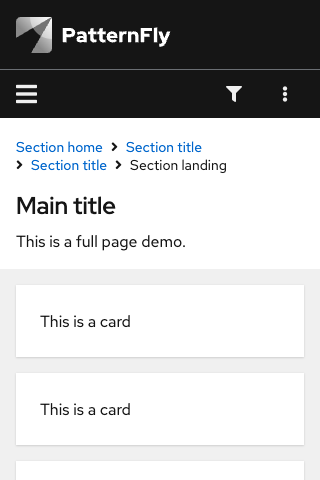 PatternFly
Section home > Section title
> Section title > Section landing
Main title
This is a full page demo.
This is a card
This is a card